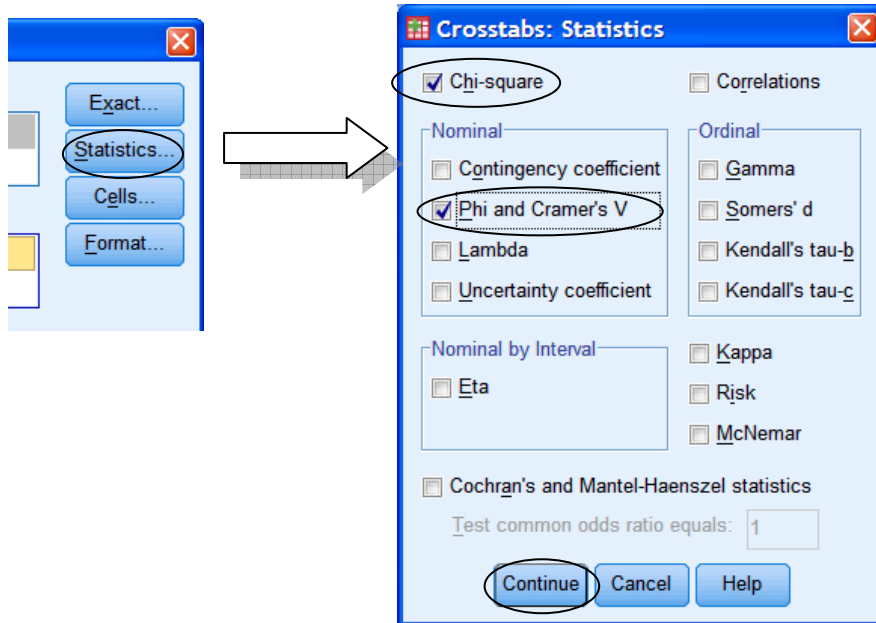 Exact...
Statistics...
Cells...
Format...
Crosstabs: Statistics
Chi-square
Correlations
Nominal
Contingency coefficient
Phi and Cramer's V
Lambda
Uncertainty coefficient
Ordinal
Gamma
Somers' d
Kendall's tau-b
Kendall's tau-c
Nominal by Interval
Eta
Kappa
Risk
McNemar
Cochran's and Mantel-Haenszel statistics
Test common odds ratio equals: 1
Continue Cancel Help